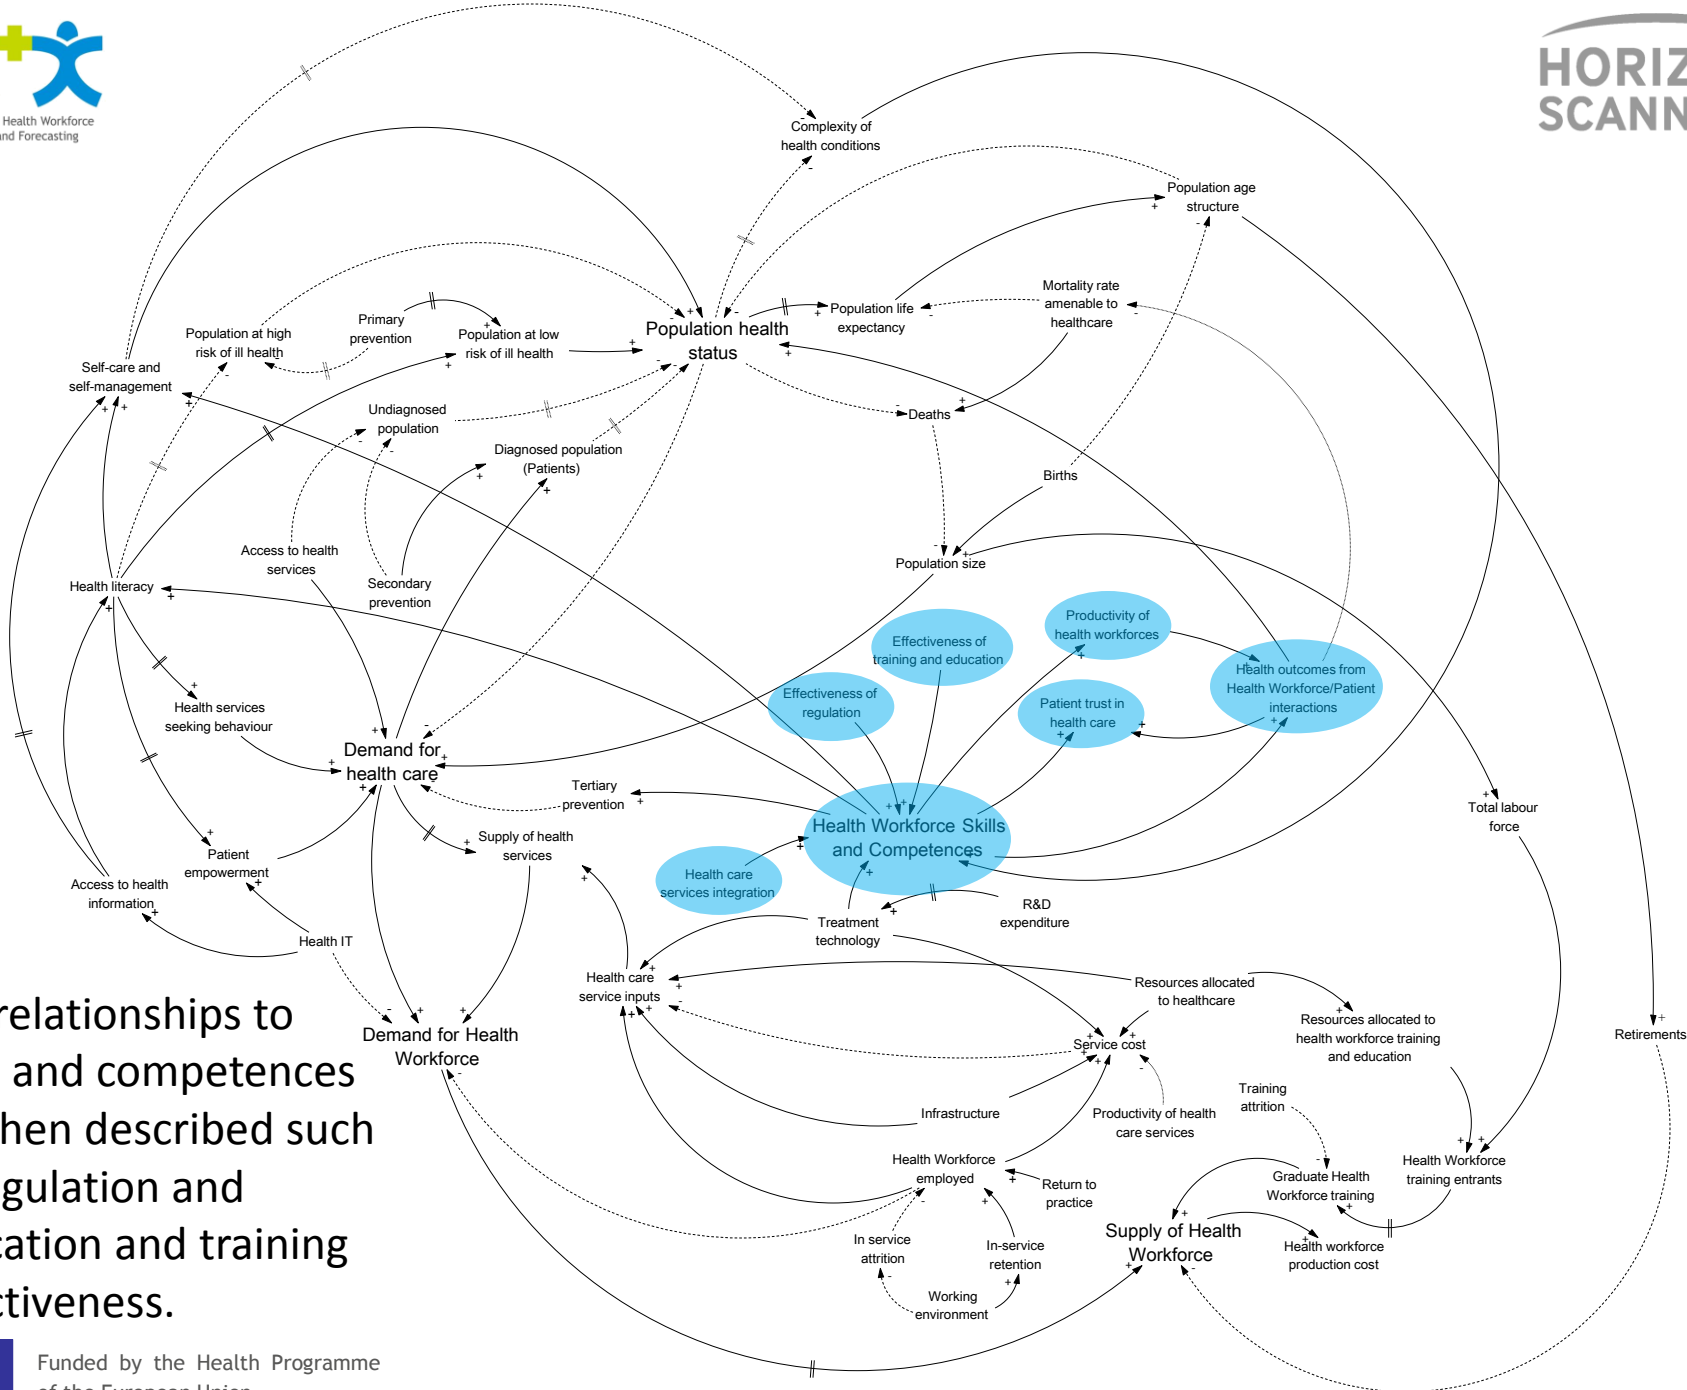 Health Workforce
and Forecasting
HORIZ
SCANN
Complexity of
health conditions
Population age
structure
Mortality rate
amenable to
healthcare
Population life
expectancy
Population health
status
Primary
prevention
Population at high
risk of ill health
Population at low
risk of ill health
Self-care and
self-management
Undiagnosed
population
Diagnosed population
(Patients)
Deaths
Births
Access to health
services
Secondary
prevention
Population size
Health literacy
Productivity of
health workforces
Effectiveness of
training and education
Health outcomes from
Health Workforce/Patient
interactions
Effectiveness of
regulation
Patient trust in
health care
Health services
seeking behaviour
Demand for
health care
Tertiary
prevention
Total labour
force
Health Workforce Skills
and Competences
Supply of health
services
Patient
empowerment
Health care
services integration
Access to health
information
R&D
expenditure
Treatment
technology
Health IT
Health care
service inputs
Resources allocated
to healthcare
Resources allocated to
health workforce training
and education
Retirements
Service cost
Demand for Health
Workforce
Training
attrition
Infrastructure
Productivity of health
care services
Health Workforce
employed
Return to
practice
Graduate Health
Workforce training
Health Workforce
training entrants
In service
attrition
In-service
retention
Supply of Health
Workforce
Health workforce
production cost
Working
environment
relationships to
and competences
hen described such
gulation and
cation and training
ctiveness.
Funded by the Health Programme
of the European Union